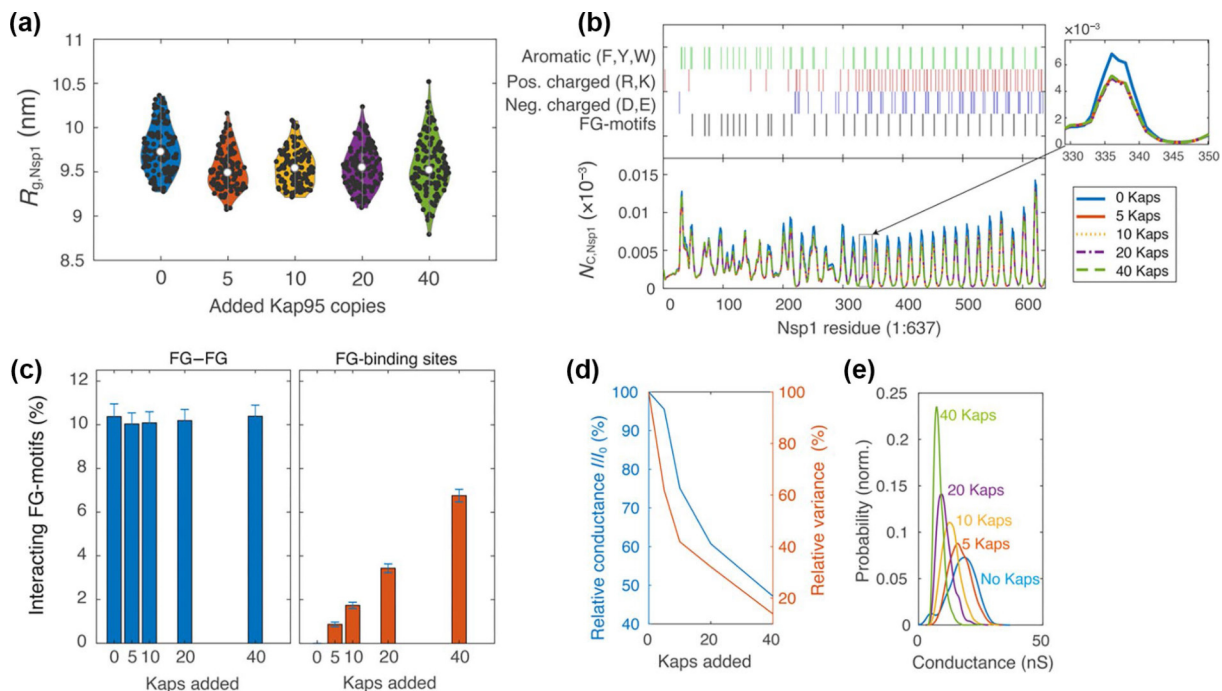 (a)
11
10.5
10
9.5
9
8.5
Rg,Nsp1 (nm)
0 5 10 20 40
Added Kap95 copies
(b)
Aromatic (F,Y,W)
Pos. charged (R,K)
Neg. charged (D,E)
FG-motifs
×10−3
6
4
2
0
330 335 340 345 350
0.015
0.01
0.005
0
NC,Nsp1 (×10−3)
0 100 200 300 400 500 600
Nsp1 residue (1:637)
0 Kaps
5 Kaps
10 Kaps
20 Kaps
40 Kaps
(c)
FG–FG
FG-binding sites
12
10
8
6
4
2
0
Interacting FG-motifs (%)
0 5 10 20 40
0 5 10 20 40
Kaps added
Kaps added
(d)
100
90
80
70
60
50
40
Relative conductance I/I0 (%)
100
80
60
40
20
Relative variance (%)
0 20 40
Kaps added
(e)
0.25
0.2
0.15
0.1
0.05
0
Probability (norm.)
40 Kaps
20 Kaps
10 Kaps
5 Kaps
No Kaps
0 50
Conductance (nS)